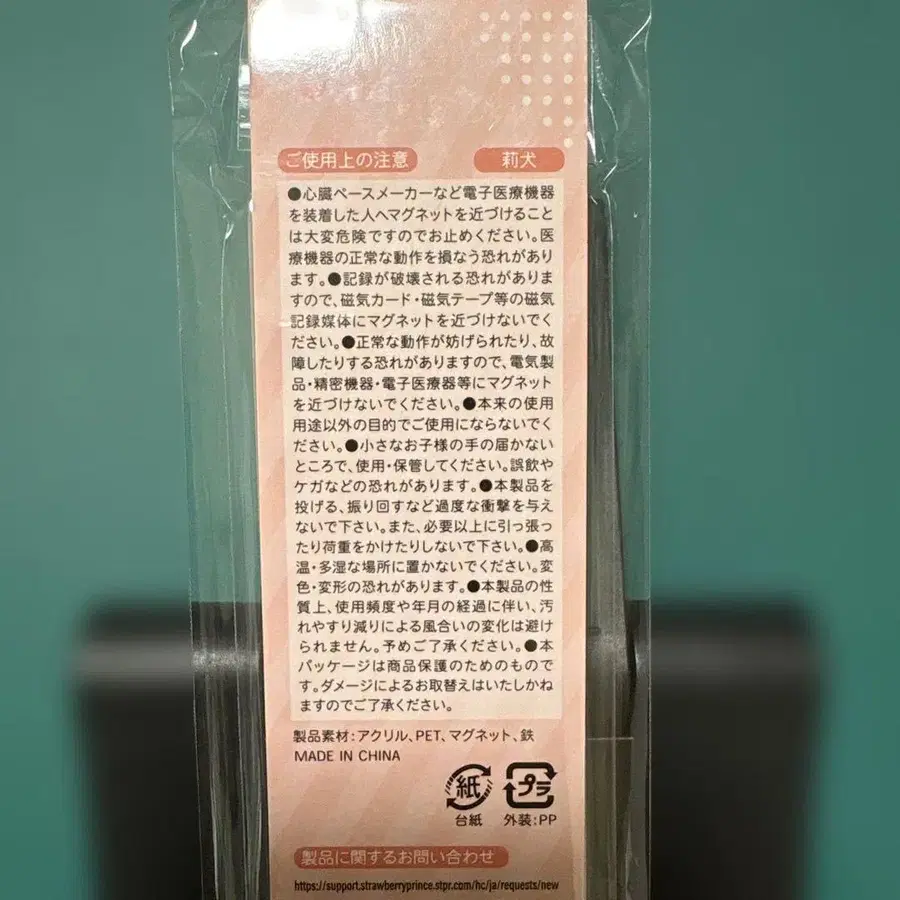 ご使用上の注意 莉犬
●心臓ペースメーカーなど電子医療機器
を装着した人へマグネットを近づけること
は大変危険ですのでお止めください。医
療機器の正常な動作を損なう恐れがあり
ます。●記録が破壊される恐れがありま
すので、磁気カード・磁気テープ等の磁気
記録媒体にマグネットを近づけないでく
ださい。●正常な動作が妨げられたり、故
障したりする恐れがありますので、電気製
品・精密機器・電子医療器等にマグネット
を近づけないでください。●本来の使用
用途以外の目的でご使用にならないでく
ださい。●小さなお子様の手の届かない
ところで、使用・保管してください。誤飲や
ケガなどの恐れがあります。●本製品を
投げる、振り回すなど過度な衝撃を与え
ないで下さい。また、必要以上に引っ張っ
たり荷重をかけたりしないで下さい。●高
温・多湿な場所に置かないでください。変
色・変形の恐れがあります。●本製品の性
質上、使用頻度や年月の経過に伴い、汚
れやすり減りによる風合いの変化は避け
られません。予めご了承ください。●本
パッケージは商品保護のためのもので
す。ダメージによるお取替えはいたしかね
ますのでご了承ください。
製品素材:アクリル、PET、マグネット、鉄
MADE IN CHINA
紙 プラ
台紙 外装:PP
製品に関するお問い合わせ
https://support.strawberryprince.stpr.com/hc/ja/requests/new